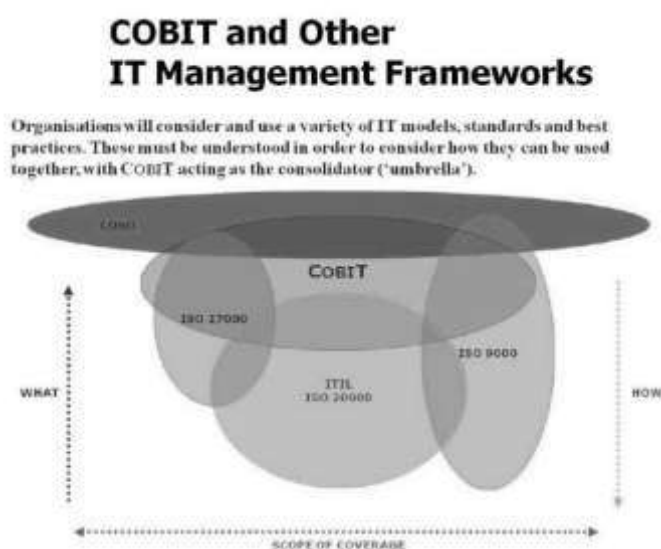 COBIT and Other
IT Management Frameworks
Organisations will consider and use a variety of IT models, standards and best
practices. These must be understood in order to consider how they can be used
together, with COBIT acting as the consolidator (‘umbrella’).
COSO
COBIT
ISO 17000
ISO 9000
ITIL
ISO 20000
WHAT
HOW
SCOPE OF COVERAGE